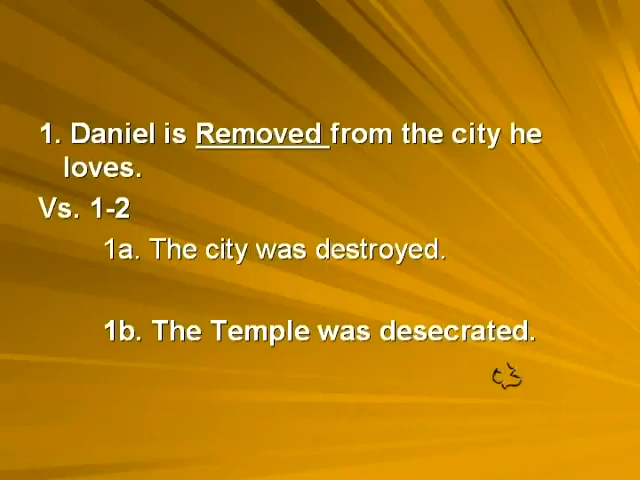 1. Daniel is Removed from the city he
loves.
Vs. 1-2
1a. The city was destroyed.
1b. The Temple was desecrated.